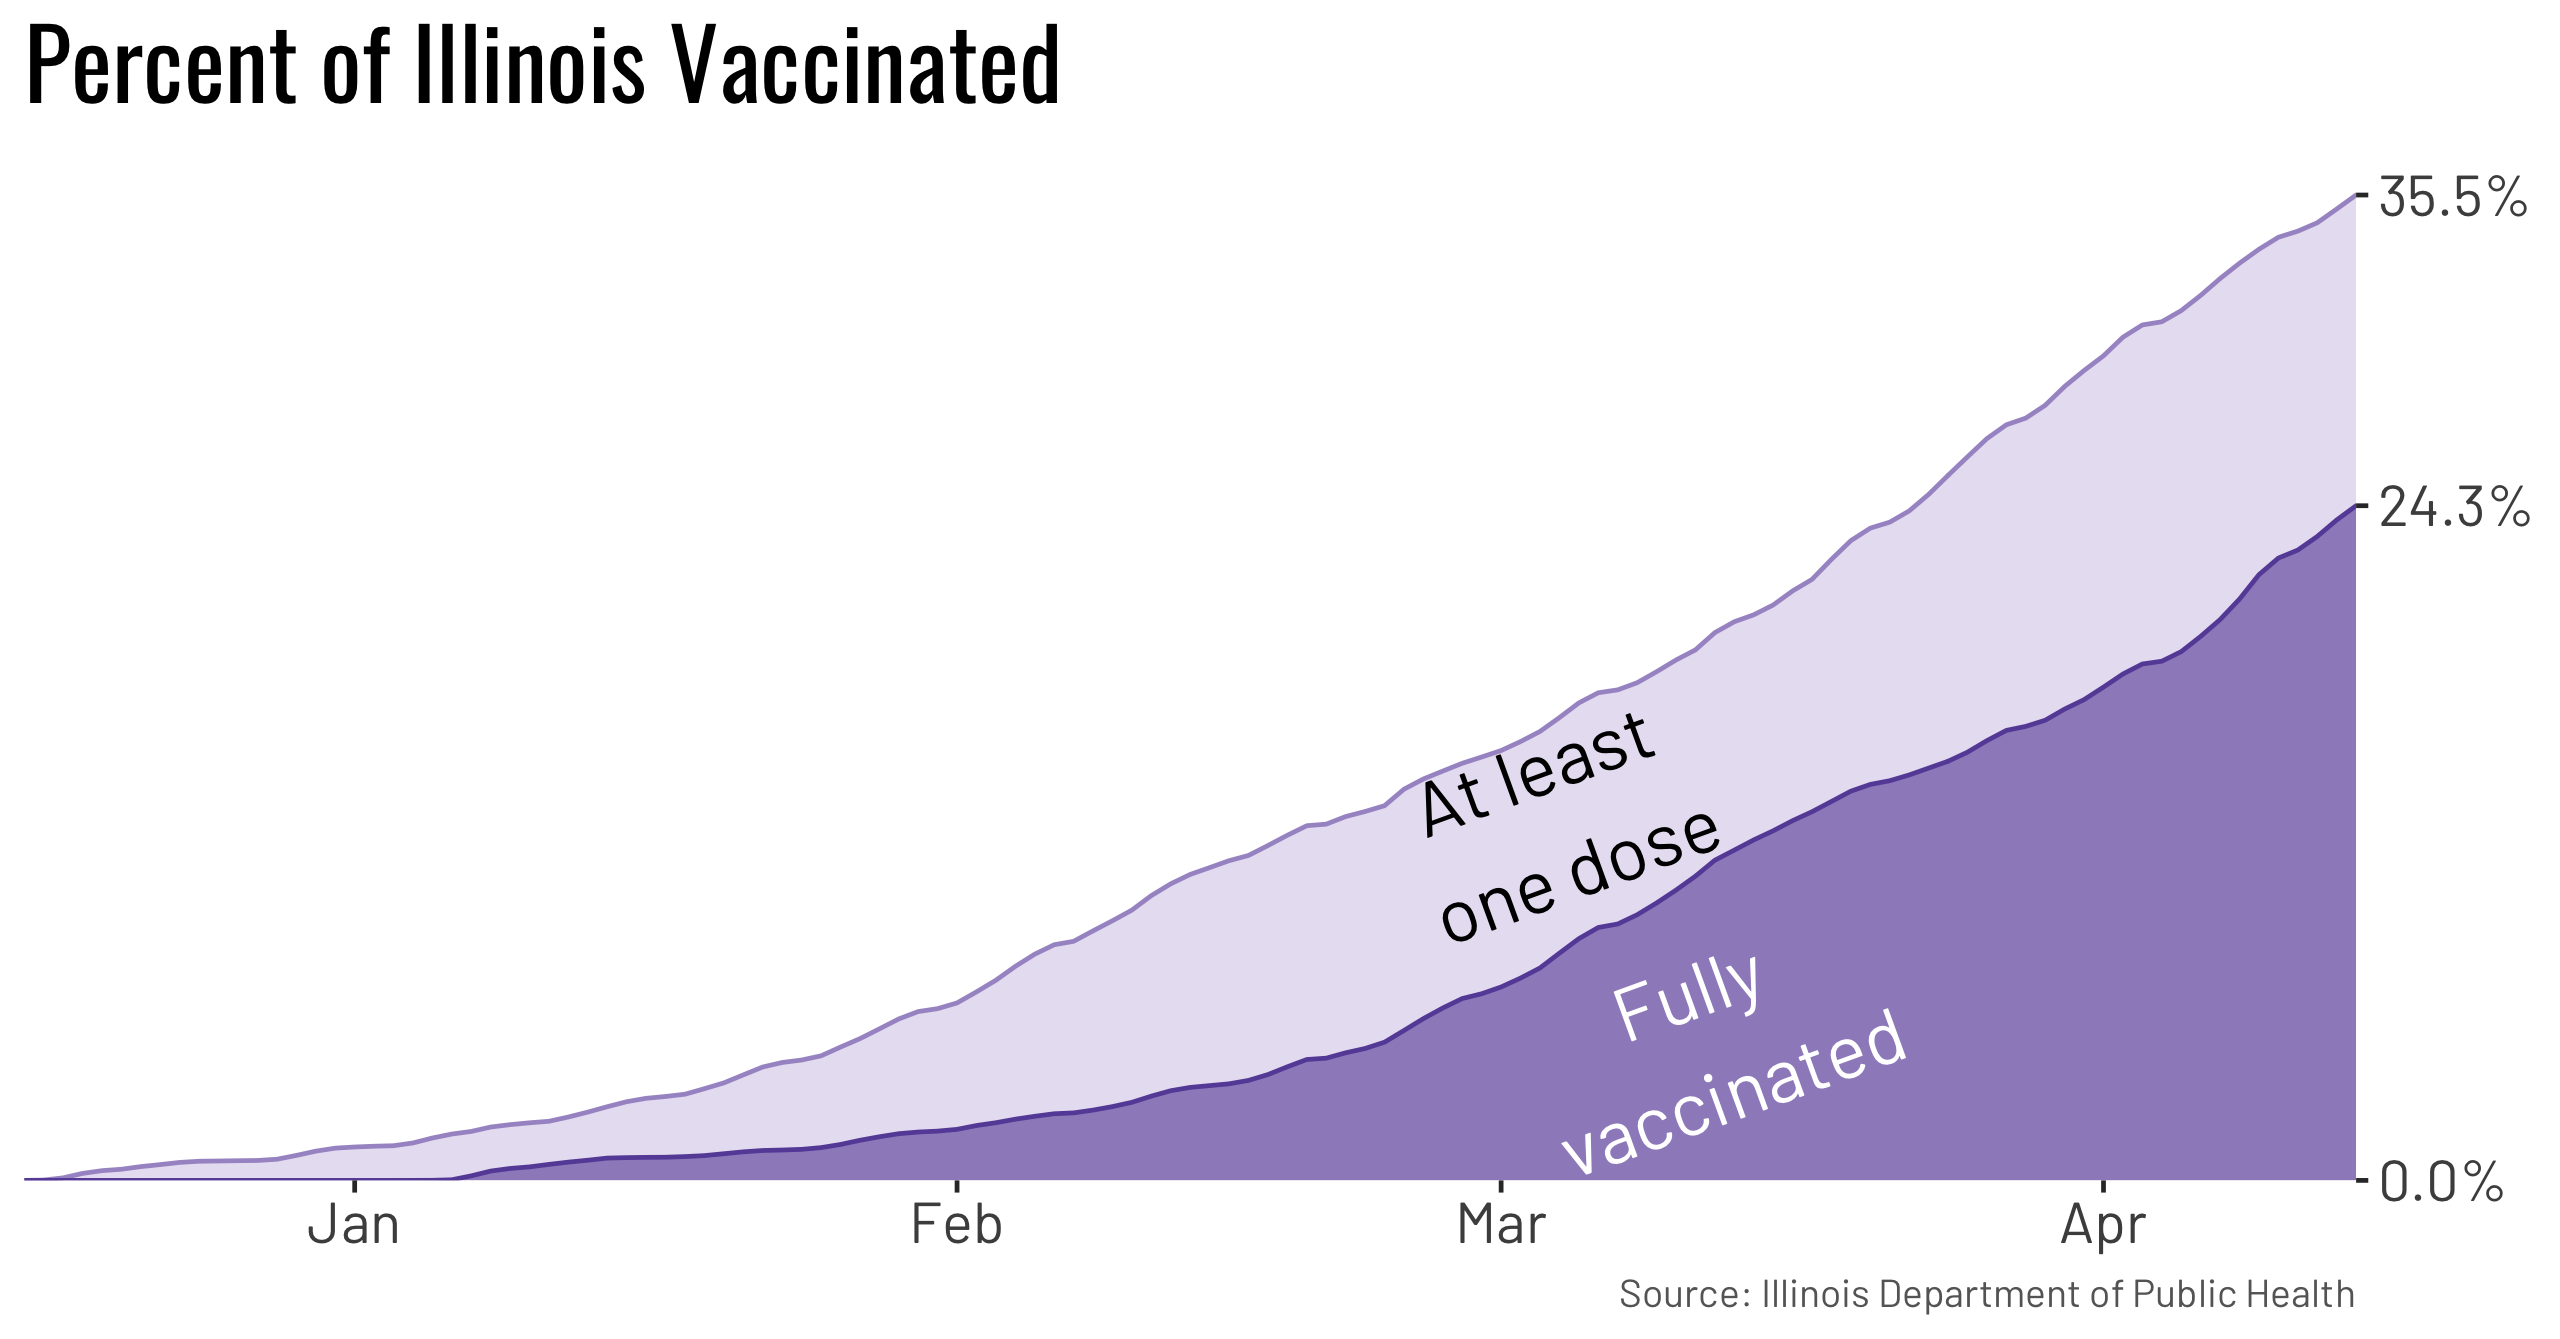 Percent of Illinois Vaccinated
35.5%
24.3%
At least
one dose
Fully
vaccinated
0.0%
Jan Feb Mar Apr
Source: Illinois Department of Public Health